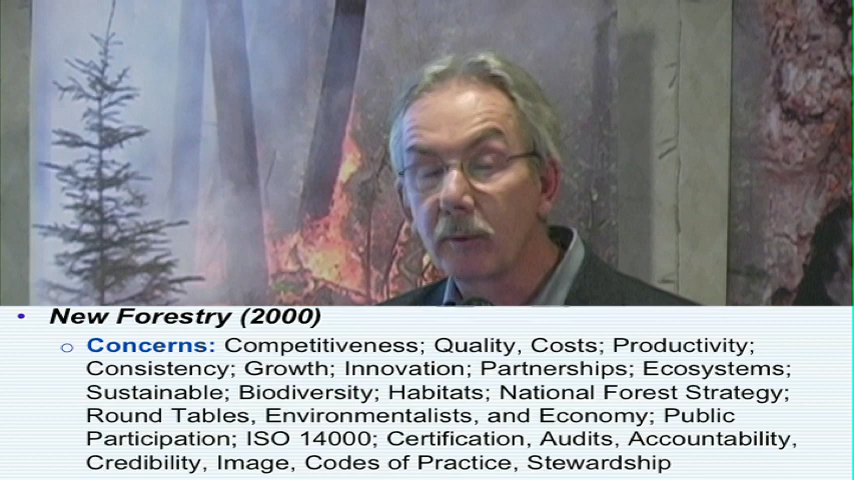 • New Forestry (2000)
o Concerns: Competitiveness; Quality, Costs; Productivity;
Consistency; Growth; Innovation; Partnerships; Ecosystems;
Sustainable; Biodiversity; Habitats; National Forest Strategy;
Round Tables, Environmentalists, and Economy; Public
Participation; ISO 14000; Certification, Audits, Accountability,
Credibility, Image, Codes of Practice, Stewardship